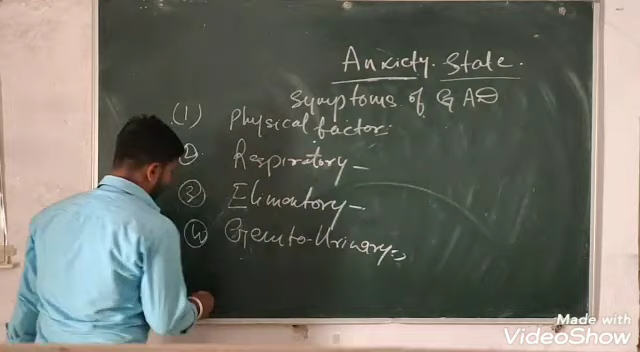 Anxiety. State.
Symptoms of GAD
(1) Physical factor:
2. Respiratory -
3 Elimentory -
4 Genito-Urinary -
Made with
VideoShow